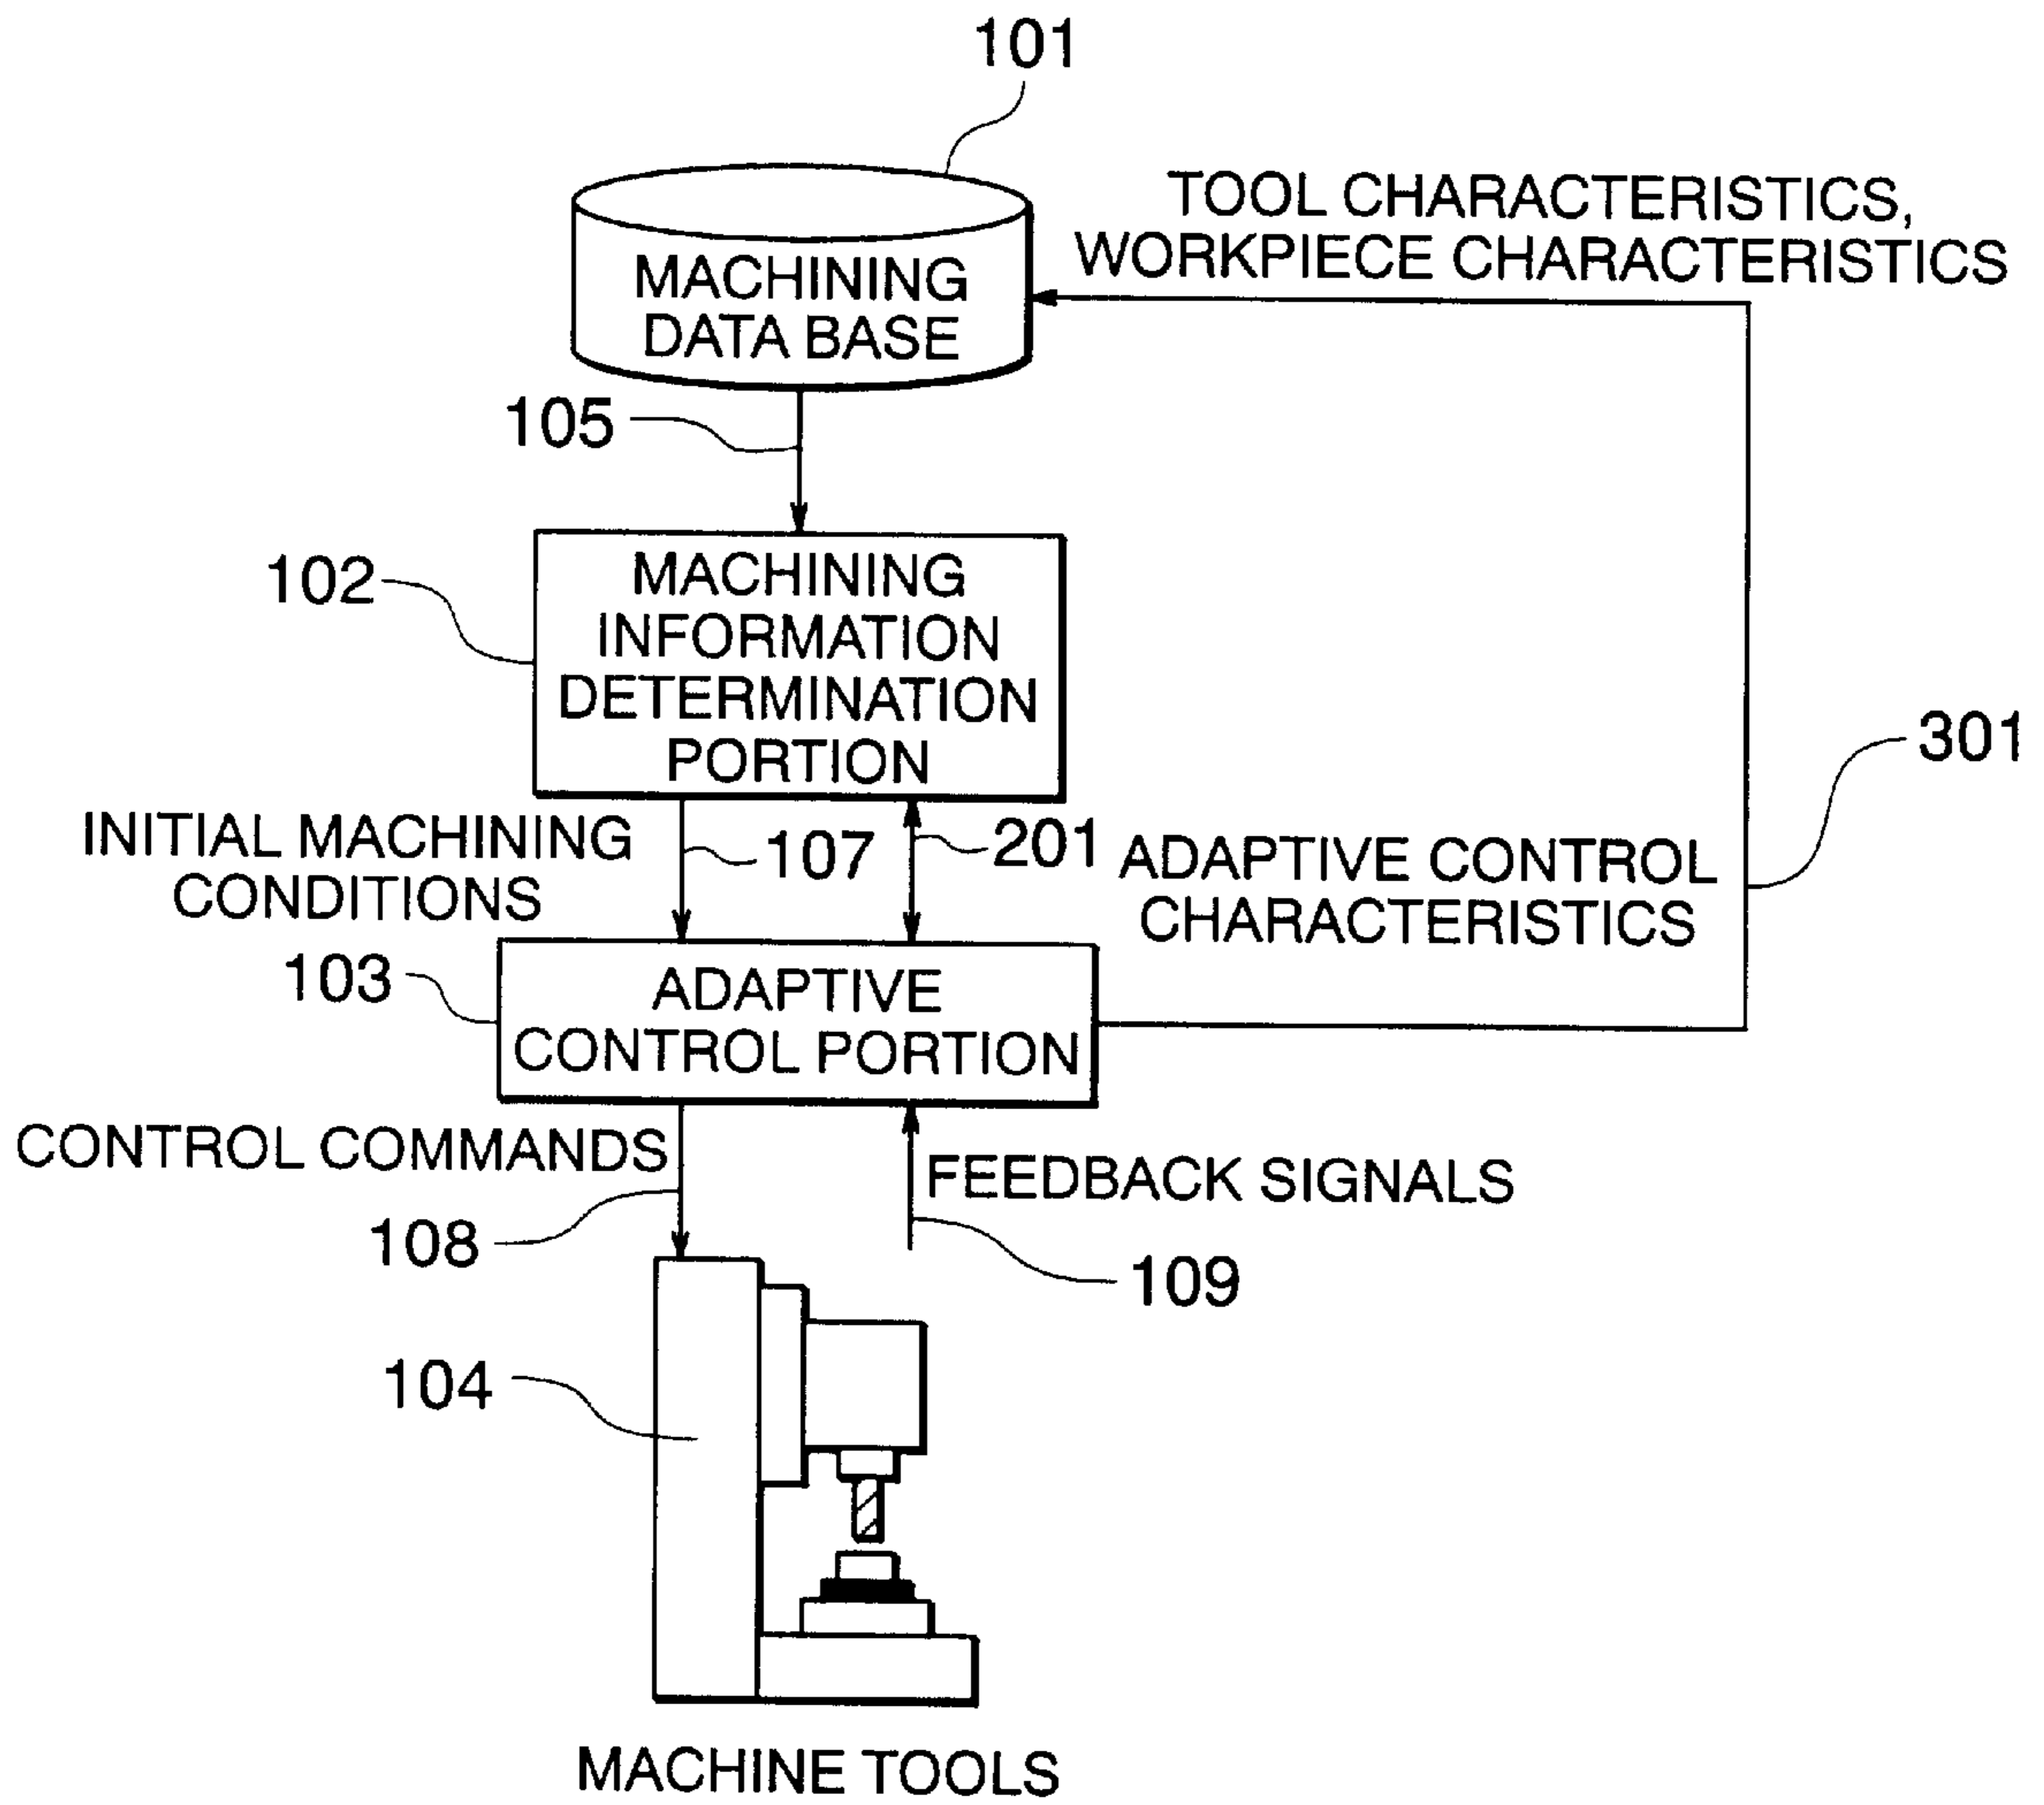 101
TOOL CHARACTERISTICS,
WORKPIECE CHARACTERISTICS
MACHINING
DATA BASE
105
102
MACHINING
INFORMATION
DETERMINATION
PORTION
301
INITIAL MACHINING
CONDITIONS
107
201
ADAPTIVE CONTROL
CHARACTERISTICS
103
ADAPTIVE
CONTROL PORTION
CONTROL COMMANDS
FEEDBACK SIGNALS
108
109
104
MACHINE TOOLS